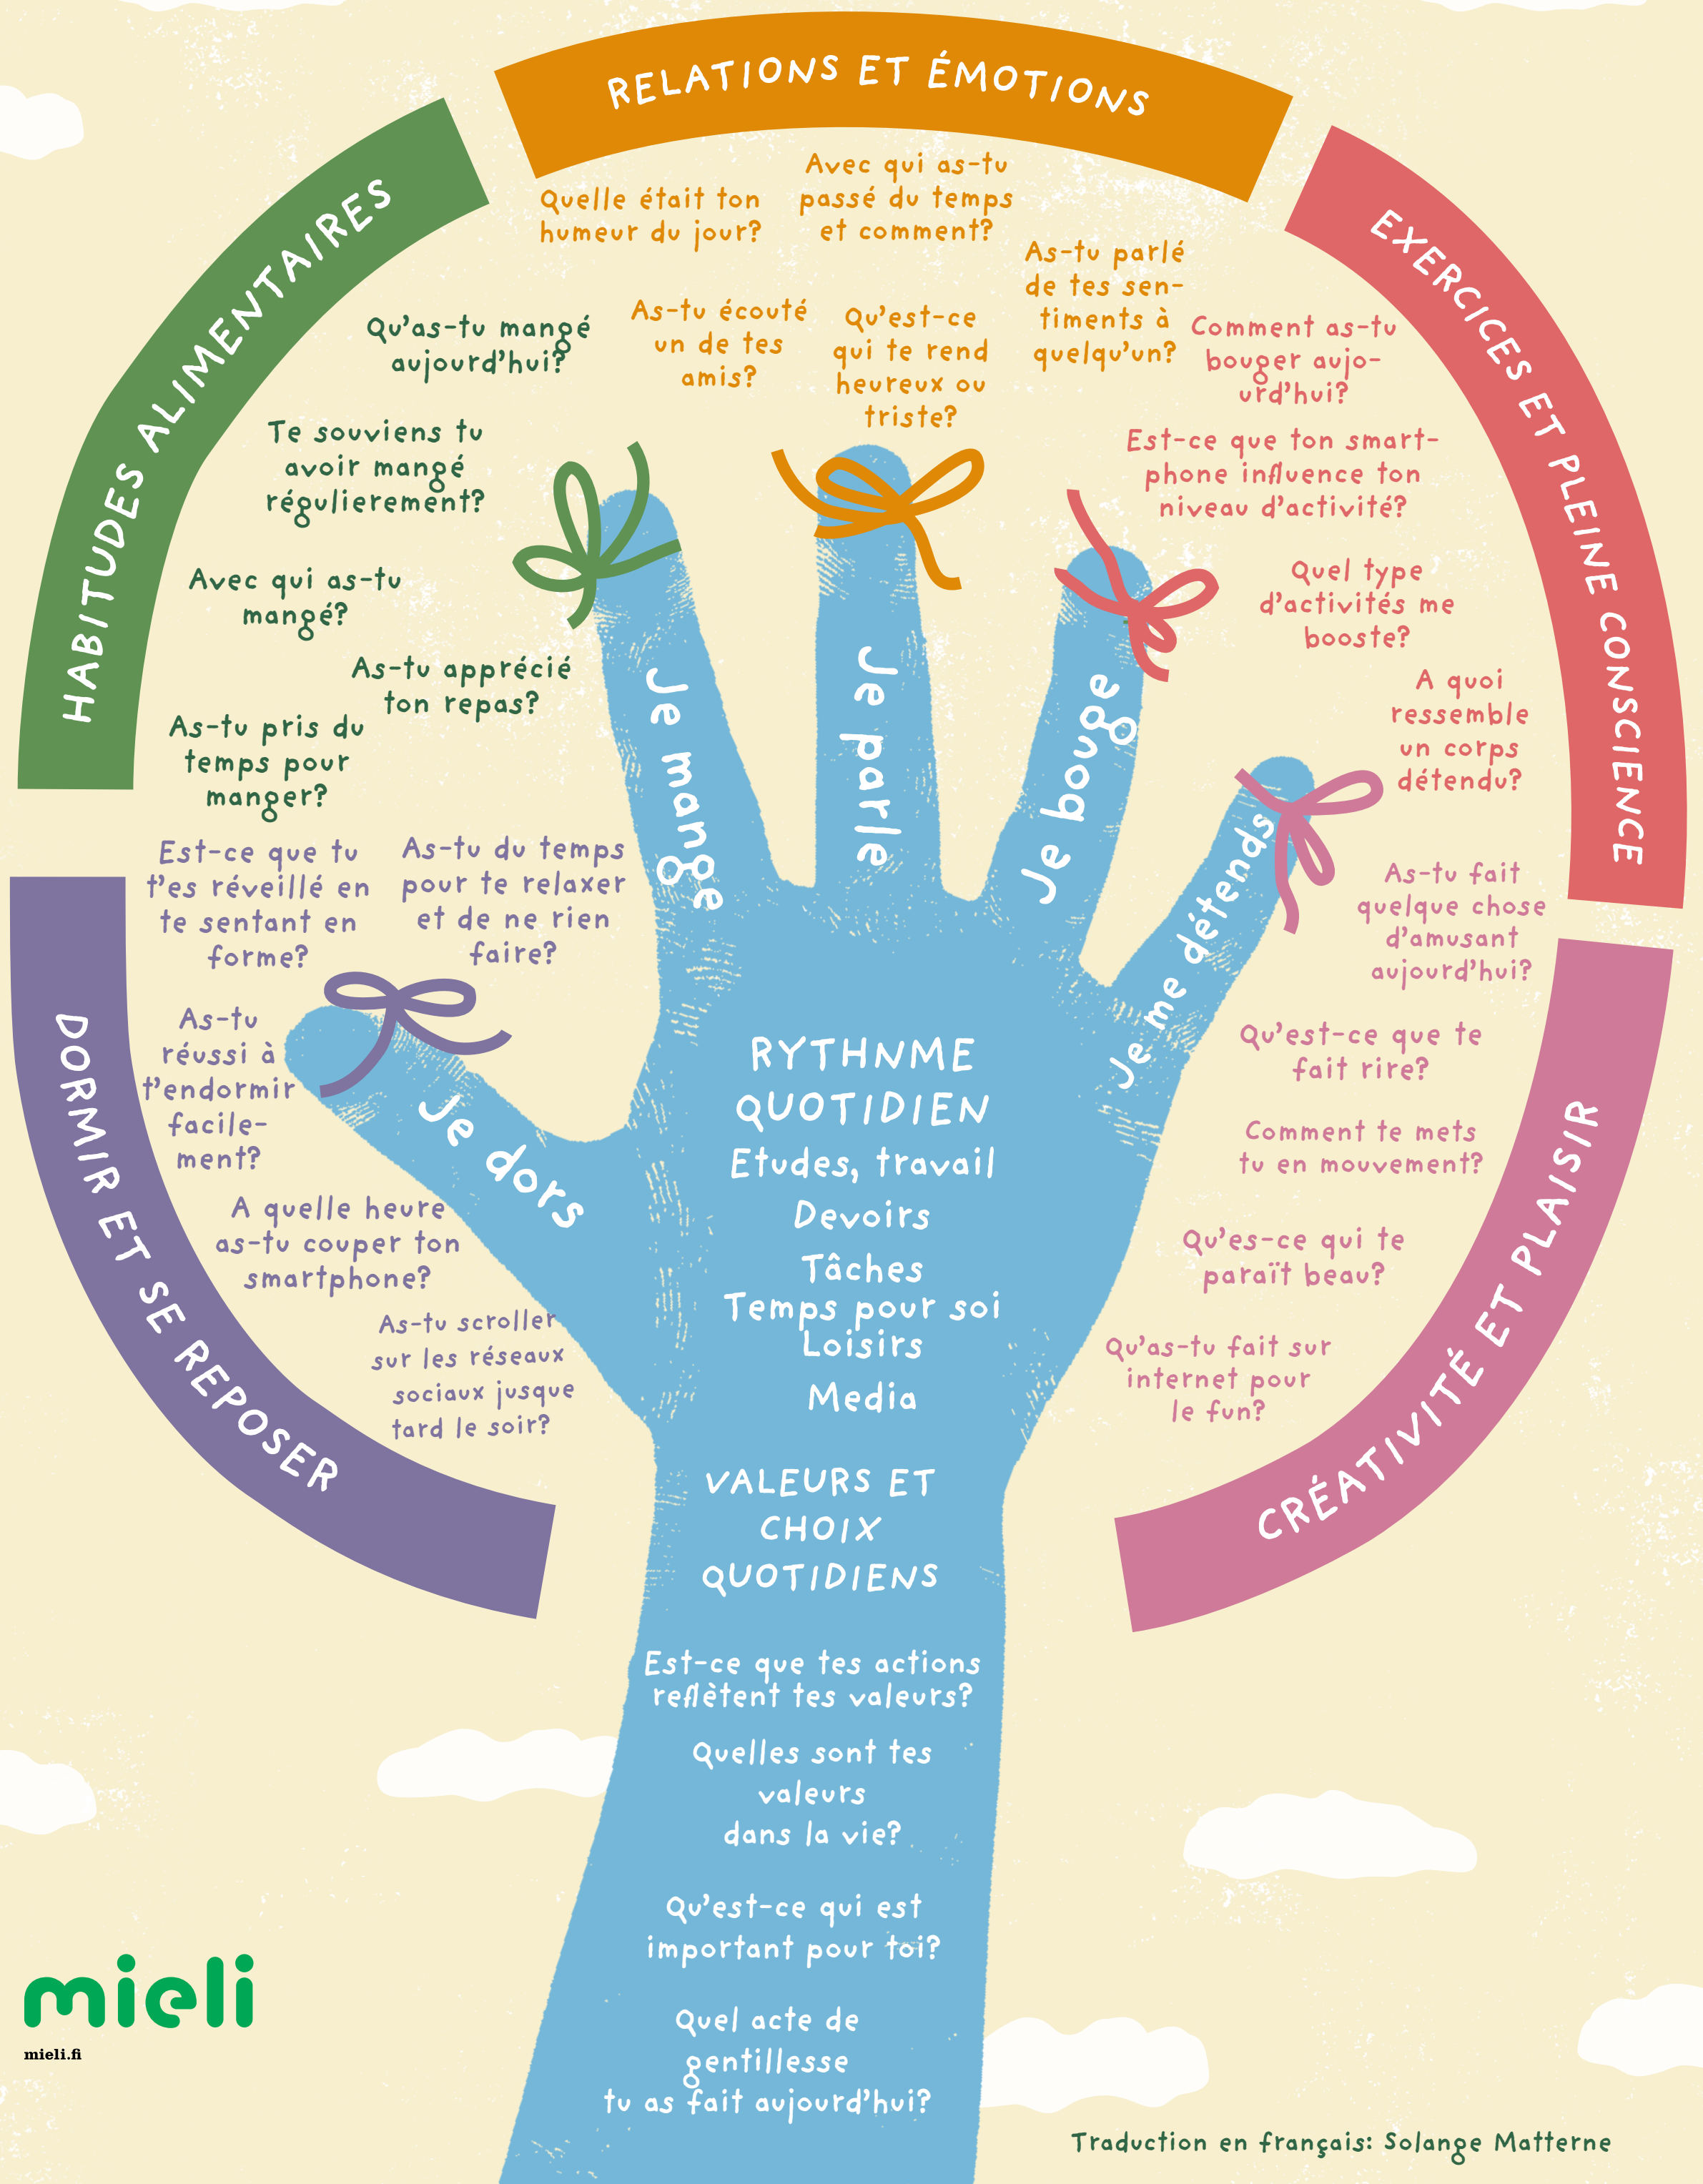 RELATIONS ET ÉMOTIONS
Quelle était ton
humeur du jour?
Avec qui as-tu
passé du temps
et comment?
As-tu écouté
un de tes
amis?
Qu'est-ce
qui te rend
heureux ou
triste?
As-tu parlé
de tes sen-
timents à
quelqu'un?
HABITUDES ALIMENTAIRES
Qu'as-tu mangé
aujourd'hui?
Te souviens tu
avoir mangé
régulierement?
Avec qui as-tu
mangé?
As-tu apprécié
ton repas?
As-tu pris du
temps pour
manger?
EXERCICES ET PLEINE CONSCIENCE
Comment as-tu
bouger aujo-
urd'hui?
Est-ce que ton smart-
phone influence ton
niveau d'activité?
Quel type
d'activités me
booste?
A quoi
ressemble
un corps
détendu?
DORMIR ET SE REPOSER
Est-ce que tu
t'es réveillé en
te sentant en
forme?
As-tu du temps
pour te relaxer
et de ne rien
faire?
As-tu
réussi à
t'endormir
facile-
ment?
A quelle heure
as-tu couper ton
smartphone?
As-tu scroller
sur les réseaux
sociaux jusque
tard le soir?
CRÉATIVITÉ ET PLAISIR
As-tu fait
quelque chose
d'amusant
aujourd'hui?
Qu'est-ce que te
fait rire?
Comment te mets
tu en mouvement?
Qu'es-ce qui te
paraït beau?
Qu'as-tu fait sur
internet pour
le fun?
Je dors
Je mange
Je parle
Je bouge
Je me détends
RYTHNME
QUOTIDIEN
Etudes, travail
Devoirs
Tâches
Temps pour soi
Loisirs
Media
VALEURS ET
CHOIX
QUOTIDIENS
Est-ce que tes actions
reflètent tes valeurs?
Quelles sont tes
valeurs
dans la vie?
Qu'est-ce qui est
important pour toi?
Quel acte de
gentillesse
tu as fait aujourd'hui?
mieli
mieli.fi
Traduction en français: Solange Matterne